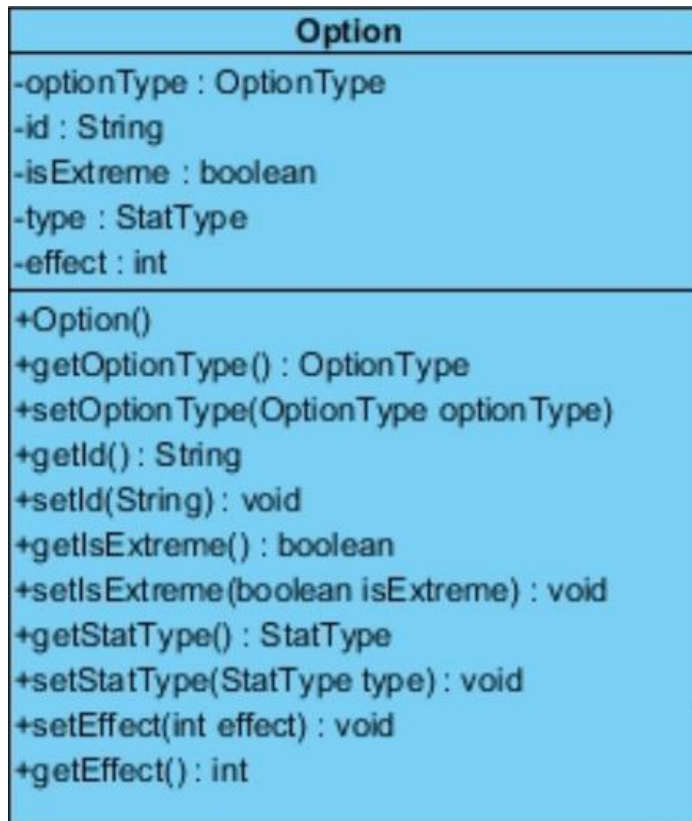 Option
-optionType : OptionType
-id : String
-isExtreme : boolean
-type : StatType
-effect : int
+Option()
+getOptionType() : OptionType
+setOptionType(OptionType optionType)
+getId() : String
+setId(String) : void
+getIsExtreme() : boolean
+setIsExtreme(boolean isExtreme) : void
+getStatType() : StatType
+setStatType(StatType type) : void
+setEffect(int effect) : void
+getEffect() : int